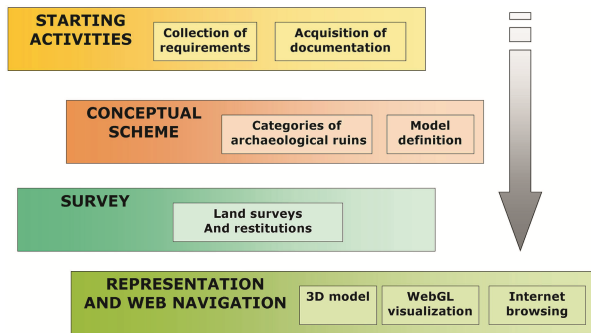 STARTING
ACTIVITIES
Collection of
requirements
Acquisition of
documentation
CONCEPTUAL
SCHEME
Categories of
archaeological ruins
Model
definition
SURVEY
Land surveys
And restitutions
REPRESENTATION
AND WEB NAVIGATION
3D model
WebGL
visualization
Internet
browsing